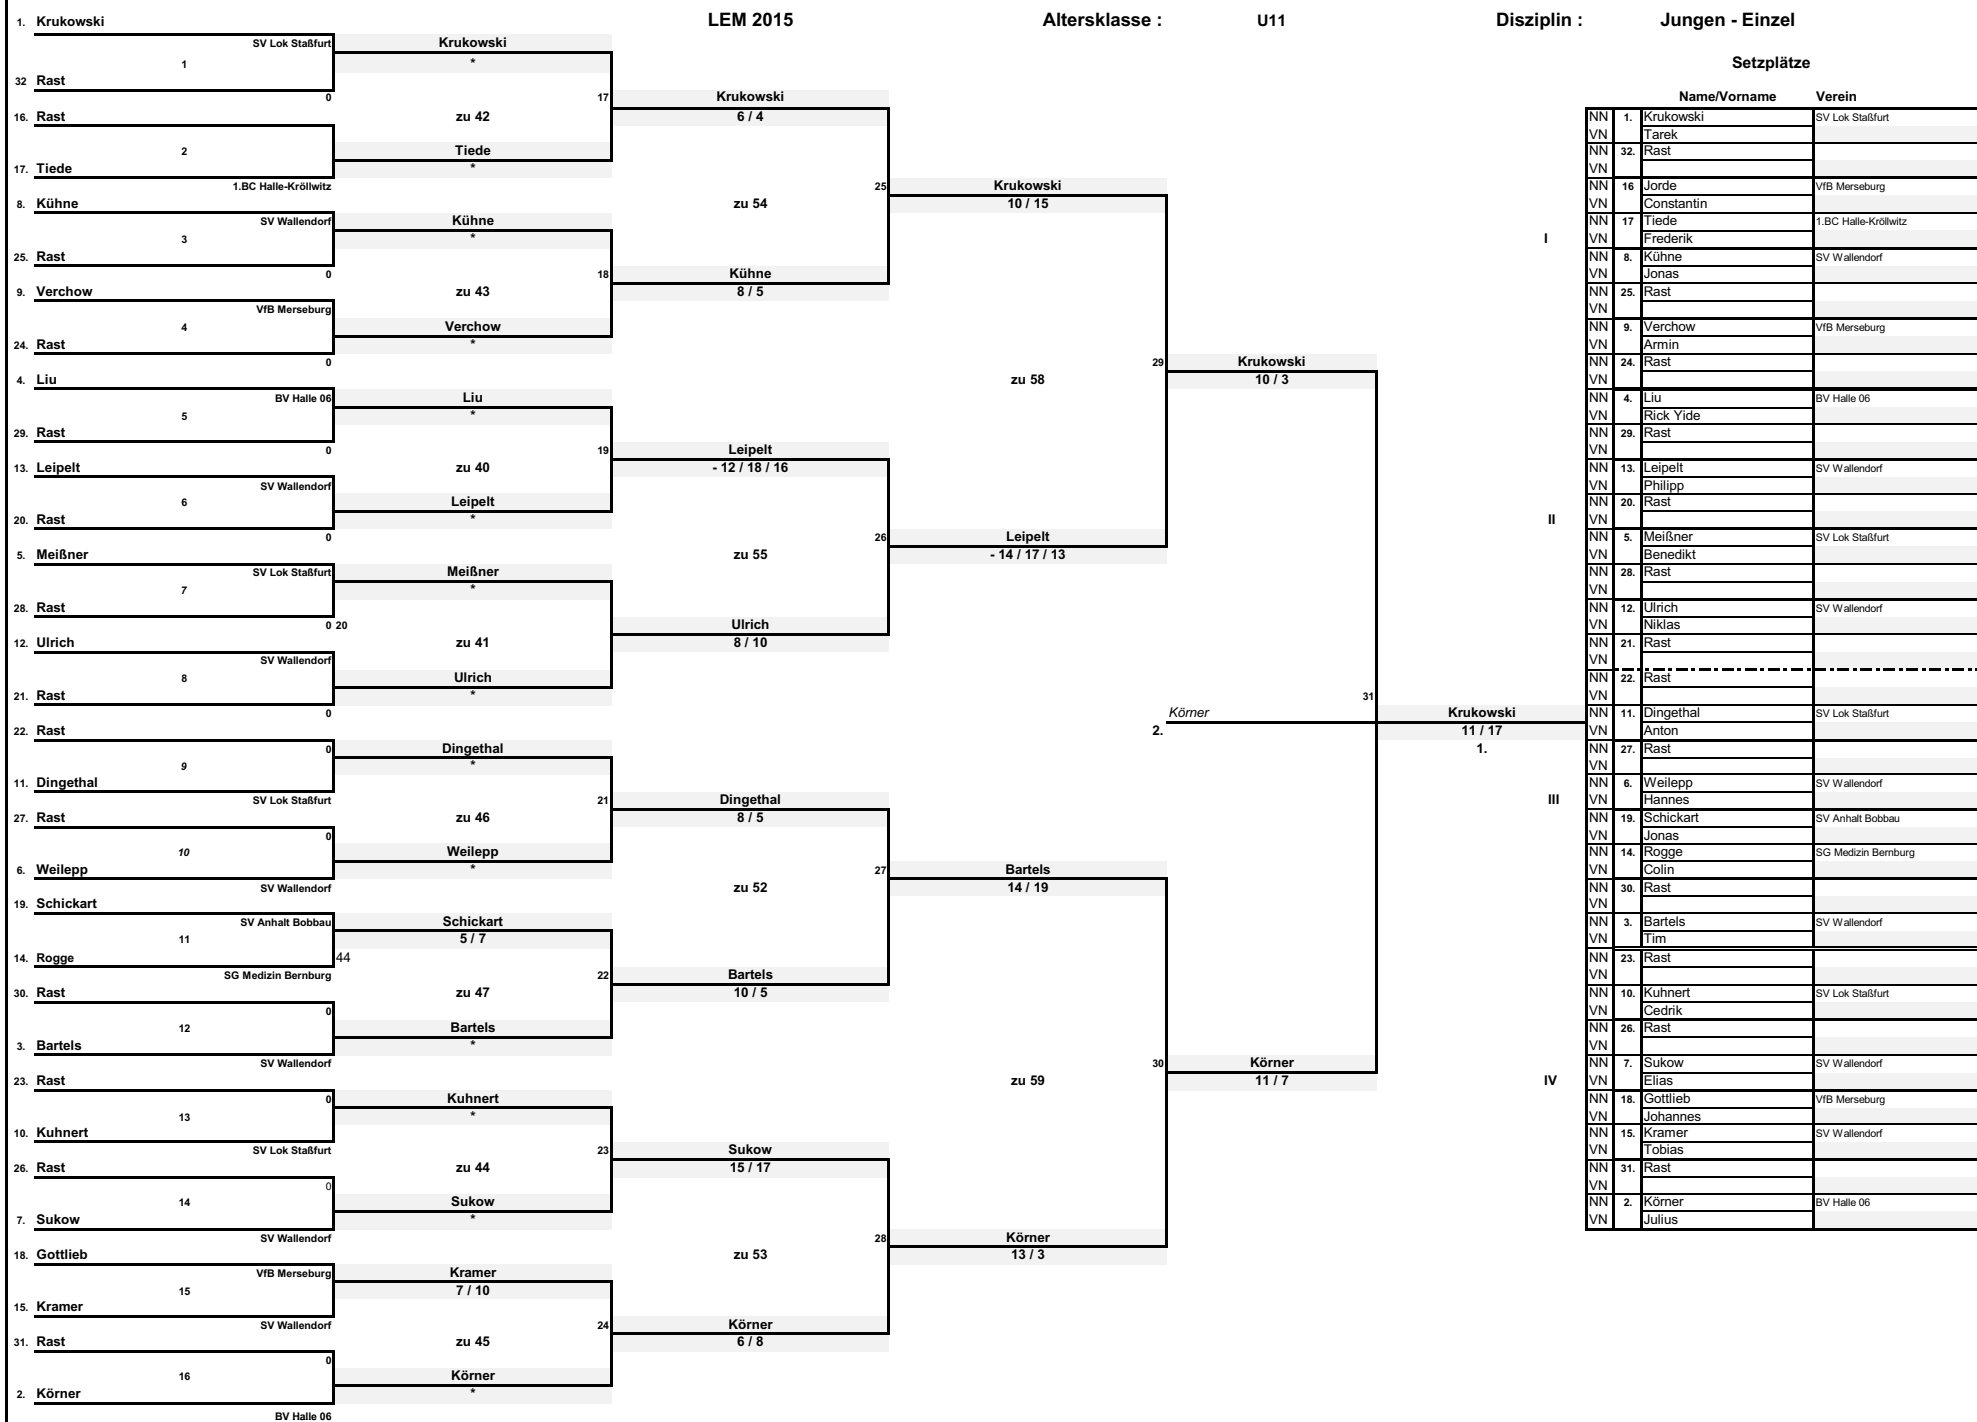 LEM 2015 Altersklasse : U11 Disziplin : Jungen - Einzel
1. Krukowski
SV Lok Staßfurt
1
32 Rast
0
16. Rast
2
17. Tiede
1.BC Halle-Kröllwitz
8. Kühne
SV Wallendorf
3
25. Rast
0
9. Verchow
VfB Merseburg
4
24. Rast
0
4. Liu
BV Halle 06
5
29. Rast
0
13. Leipelt
SV Wallendorf
6
20. Rast
0
5. Meißner
SV Lok Staßfurt
7
28. Rast
0 20
12. Ulrich
SV Wallendorf
8
21. Rast
0
22. Rast
0
9
11. Dingethal
SV Lok Staßfurt
27. Rast
0
10
6. Weilepp
SV Wallendorf
19. Schickart
SV Anhalt Bobbau
11
14. Rogge
44
SG Medizin Bernburg
30. Rast
0
12
3. Bartels
SV Wallendorf
23. Rast
0
13
10. Kuhnert
SV Lok Staßfurt
26. Rast
0
14
7. Sukow
SV Wallendorf
18. Gottlieb
VfB Merseburg
15
15. Kramer
SV Wallendorf
31. Rast
0
16
2. Körner
BV Halle 06
Krukowski
*
17
zu 42
Tiede
*
Kühne
*
18
zu 43
Verchow
*
Liu
*
19
zu 40
Leipelt
*
Meißner
*
zu 41
Ulrich
*
Dingethal
*
21
zu 46
Weilepp
*
Schickart
5 / 7
22
zu 47
Bartels
*
Kuhnert
*
23
zu 44
Sukow
*
Kramer
7 / 10
24
zu 45
Körner
*
Krukowski
6 / 4
25
zu 54
Kühne
8 / 5
Leipelt
- 12 / 18 / 16
26
zu 55
Ulrich
8 / 10
Dingethal
8 / 5
27
zu 52
Bartels
10 / 5
Sukow
15 / 17
28
zu 53
Körner
6 / 8
Krukowski
10 / 15
29
zu 58
Leipelt
- 14 / 17 / 13
Bartels
14 / 19
30
zu 59
Körner
13 / 3
Krukowski
10 / 3
31
Körner
2.
Körner
11 / 7
Krukowski
11 / 17
1.
Setzplätze
Name/Vorname Verein
NN 1. Krukowski SV Lok Staßfurt
VN Tarek
NN 32. Rast
VN
NN 16 Jorde VfB Merseburg
VN Constantin
NN 17 Tiede 1.BC Halle-Kröllwitz
I VN Frederik
NN 8. Kühne SV Wallendorf
VN Jonas
NN 25. Rast
VN
NN 9. Verchow VfB Merseburg
VN Armin
NN 24. Rast
VN
NN 4. Liu BV Halle 06
VN Rick Yide
NN 29. Rast
VN
NN 13. Leipelt SV Wallendorf
VN Philipp
NN 20. Rast
II VN
NN 5. Meißner SV Lok Staßfurt
VN Benedikt
NN 28. Rast
VN
NN 12. Ulrich SV Wallendorf
VN Niklas
NN 21. Rast
VN
NN 22. Rast
VN
NN 11. Dingethal SV Lok Staßfurt
VN Anton
NN 27. Rast
VN
NN 6. Weilepp SV Wallendorf
III VN Hannes
NN 19. Schickart SV Anhalt Bobbau
VN Jonas
NN 14. Rogge SG Medizin Bernburg
VN Colin
NN 30. Rast
VN
NN 3. Bartels SV Wallendorf
VN Tim
NN 23. Rast
VN
NN 10. Kuhnert SV Lok Staßfurt
VN Cedrik
NN 26. Rast
VN
NN 7. Sukow SV Wallendorf
IV VN Elias
NN 18. Gottlieb VfB Merseburg
VN Johannes
NN 15. Kramer SV Wallendorf
VN Tobias
NN 31. Rast
VN
NN 2. Körner BV Halle 06
VN Julius